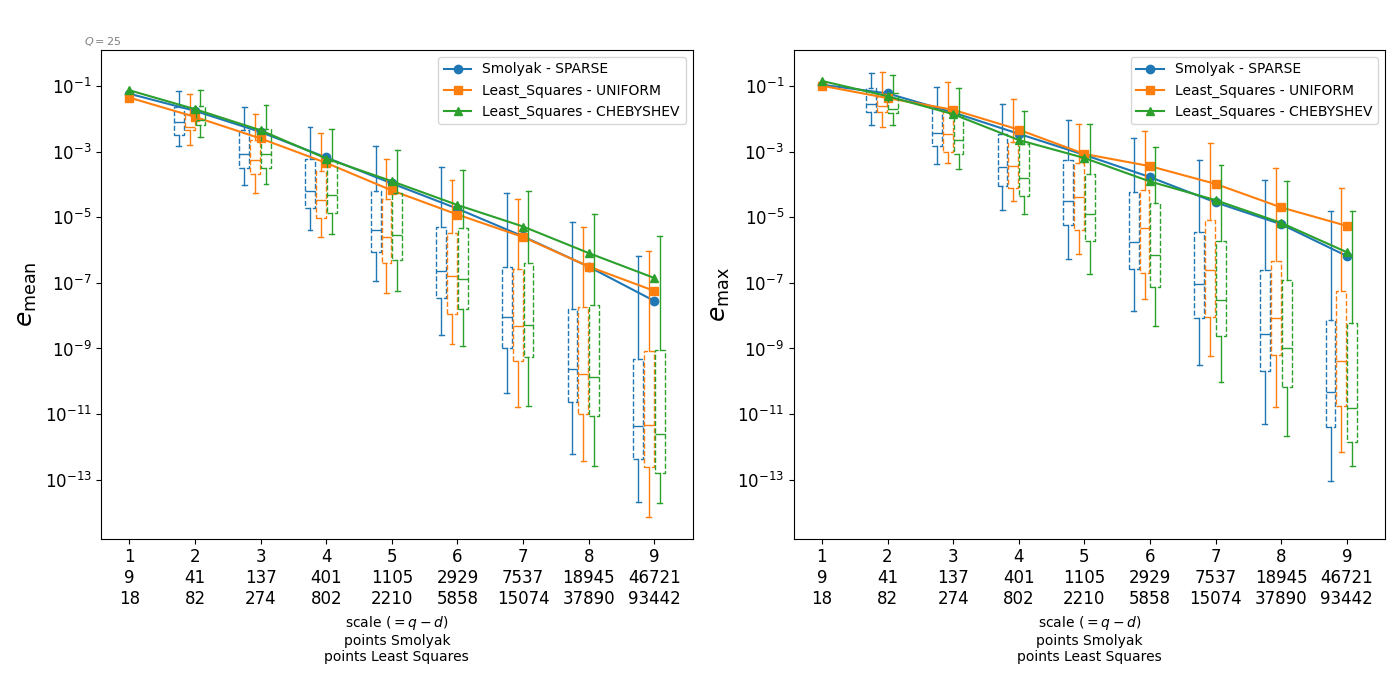 Q = 25
Smolyak - SPARSE
Least_Squares - UNIFORM
Least_Squares - CHEBYSHEV
10⁻¹
10⁻³
10⁻⁵
10⁻⁷
10⁻⁹
10⁻¹¹
10⁻¹³
e_mean
1 2 3 4 5 6 7 8 9
9 41 137 401 1105 2929 7537 18945 46721
18 82 274 802 2210 5858 15074 37890 93442
scale (= q − d)
points Smolyak
points Least Squares
Smolyak - SPARSE
Least_Squares - UNIFORM
Least_Squares - CHEBYSHEV
10⁻¹
10⁻³
10⁻⁵
10⁻⁷
10⁻⁹
10⁻¹¹
10⁻¹³
e_max
1 2 3 4 5 6 7 8 9
9 41 137 401 1105 2929 7537 18945 46721
18 82 274 802 2210 5858 15074 37890 93442
scale (= q − d)
points Smolyak
points Least Squares